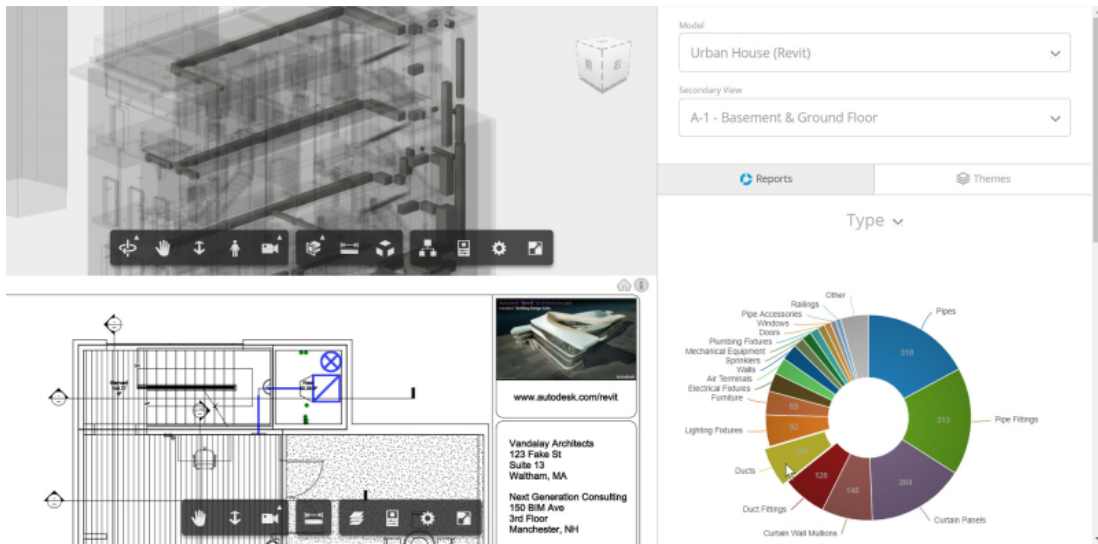 Model
Urban House (Revit)
Secondary View
A-1 - Basement & Ground Floor
Reports
Themes
Type
Other
Railings
Pipe Accessories
Windows
Doors
Plumbing Fixtures
Mechanical Equipment
Sprinklers
Walls
Air Terminals
Electrical Fixtures
Furniture
Lighting Fixtures
Ducts
Duct Fittings
Curtain Wall Mullions
Curtain Panels
Pipe Fittings
Pipes
318
313
264
148
128
92
69
www.autodesk.com/revit
Vandalay Architects
123 Fake St
Suite 13
Waltham, MA
Next Generation Consulting
150 BIM Ave
3rd Floor
Manchester, NH